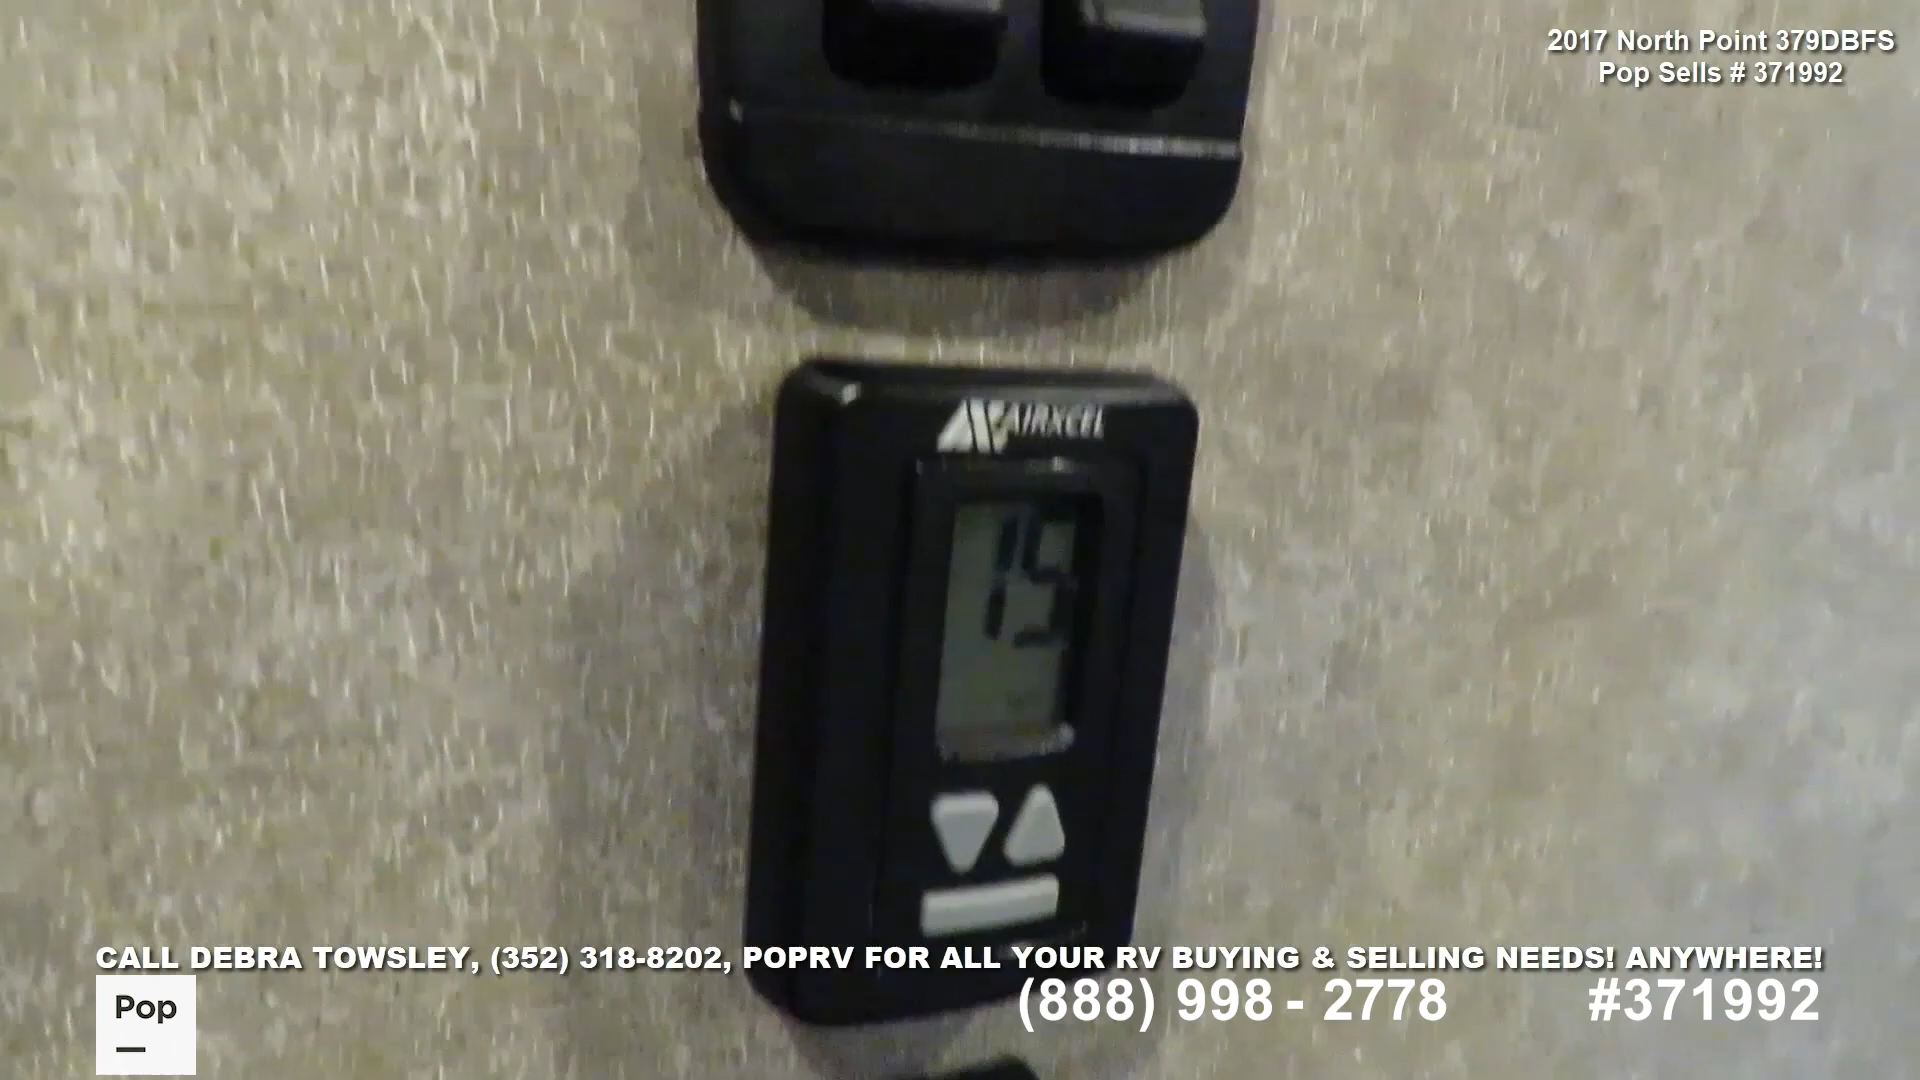 2017 North Point 379DBFS
Pop Sells # 371992
AIRXCEL
CALL DEBRA TOWSLEY, (352) 318-8202, POPRV FOR ALL YOUR RV BUYING & SELLING NEEDS! ANYWHERE!
(888) 998 - 2778 #371992
Pop